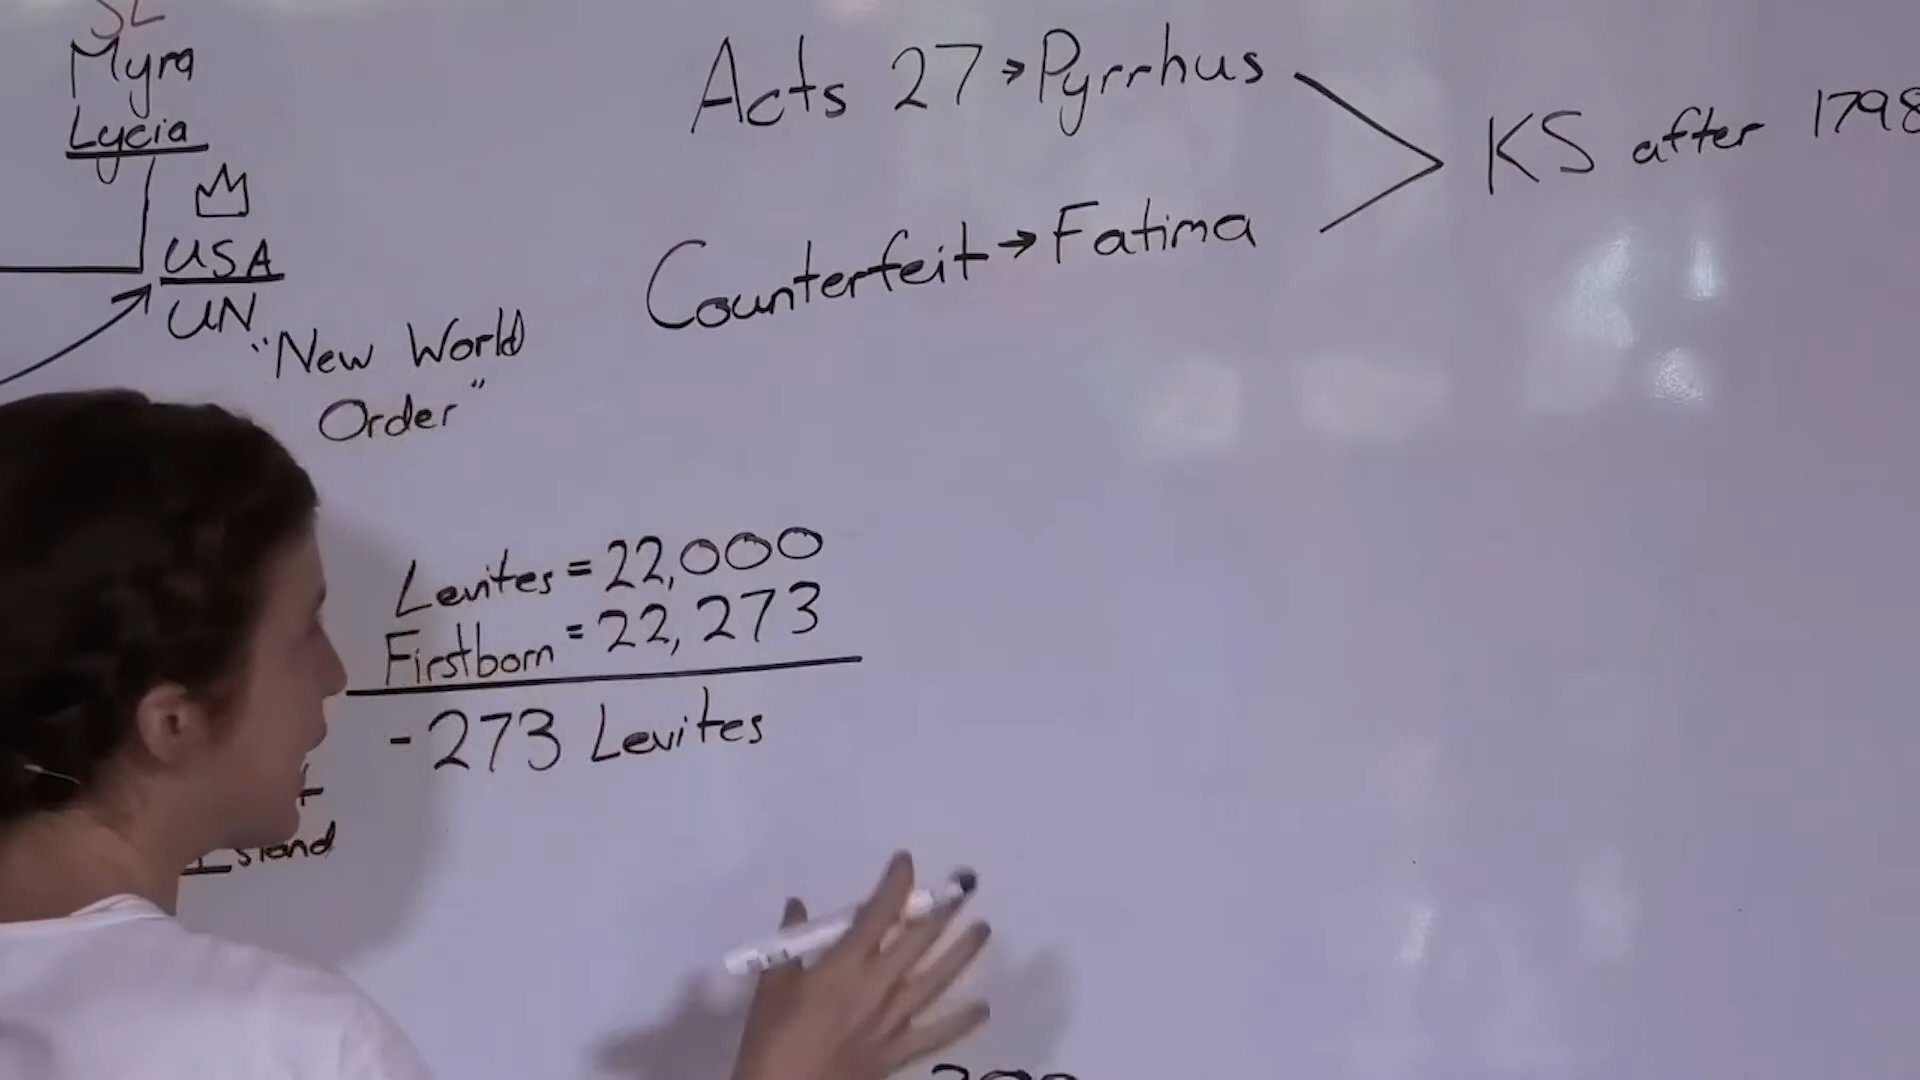 SL
Myra
Lycia
USA
UN
"New World
Order"
Acts 27 → Pyrrhus
Counterfeit → Fatima
KS after 1798
Levites = 22,000
Firstborn = 22,273
-273 Levites
Island